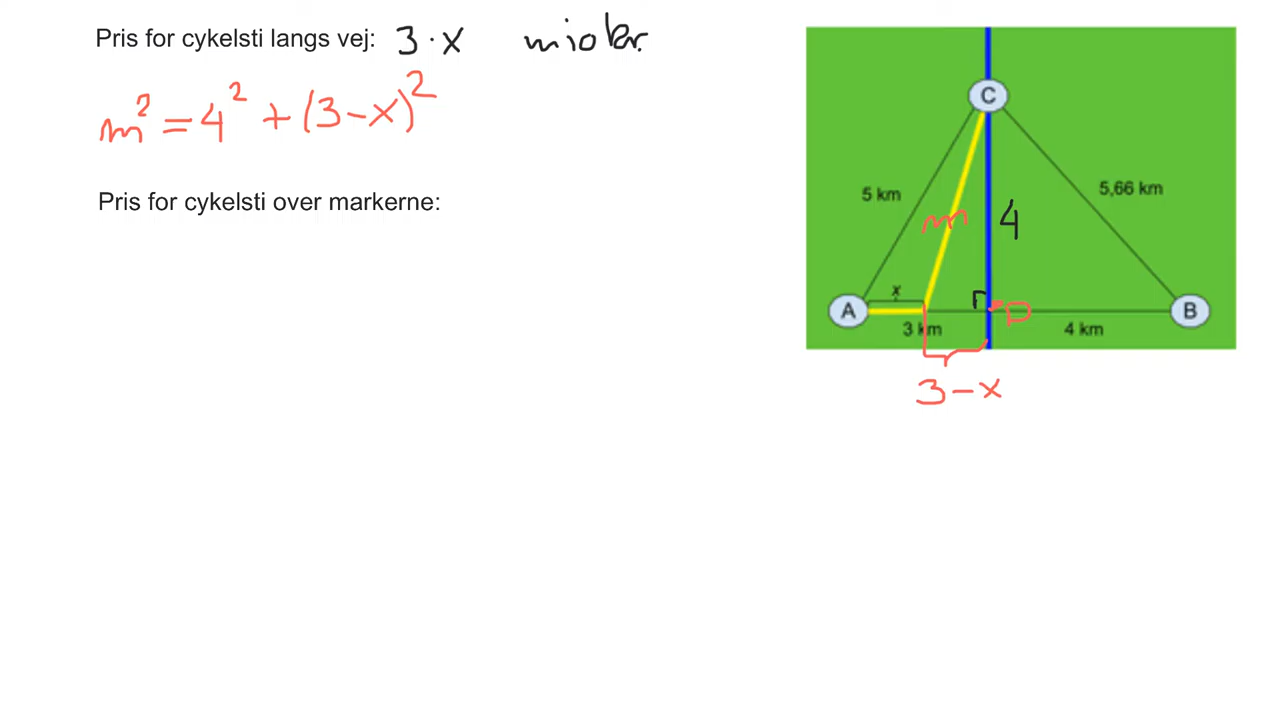 Pris for cykelsti langs vej: 3 · x mio kr.
m² = 4² + (3-x)²
Pris for cykelsti over markerne:
C
5 km
5,66 km
m
4
x
A
P
B
3 km
4 km
3-x